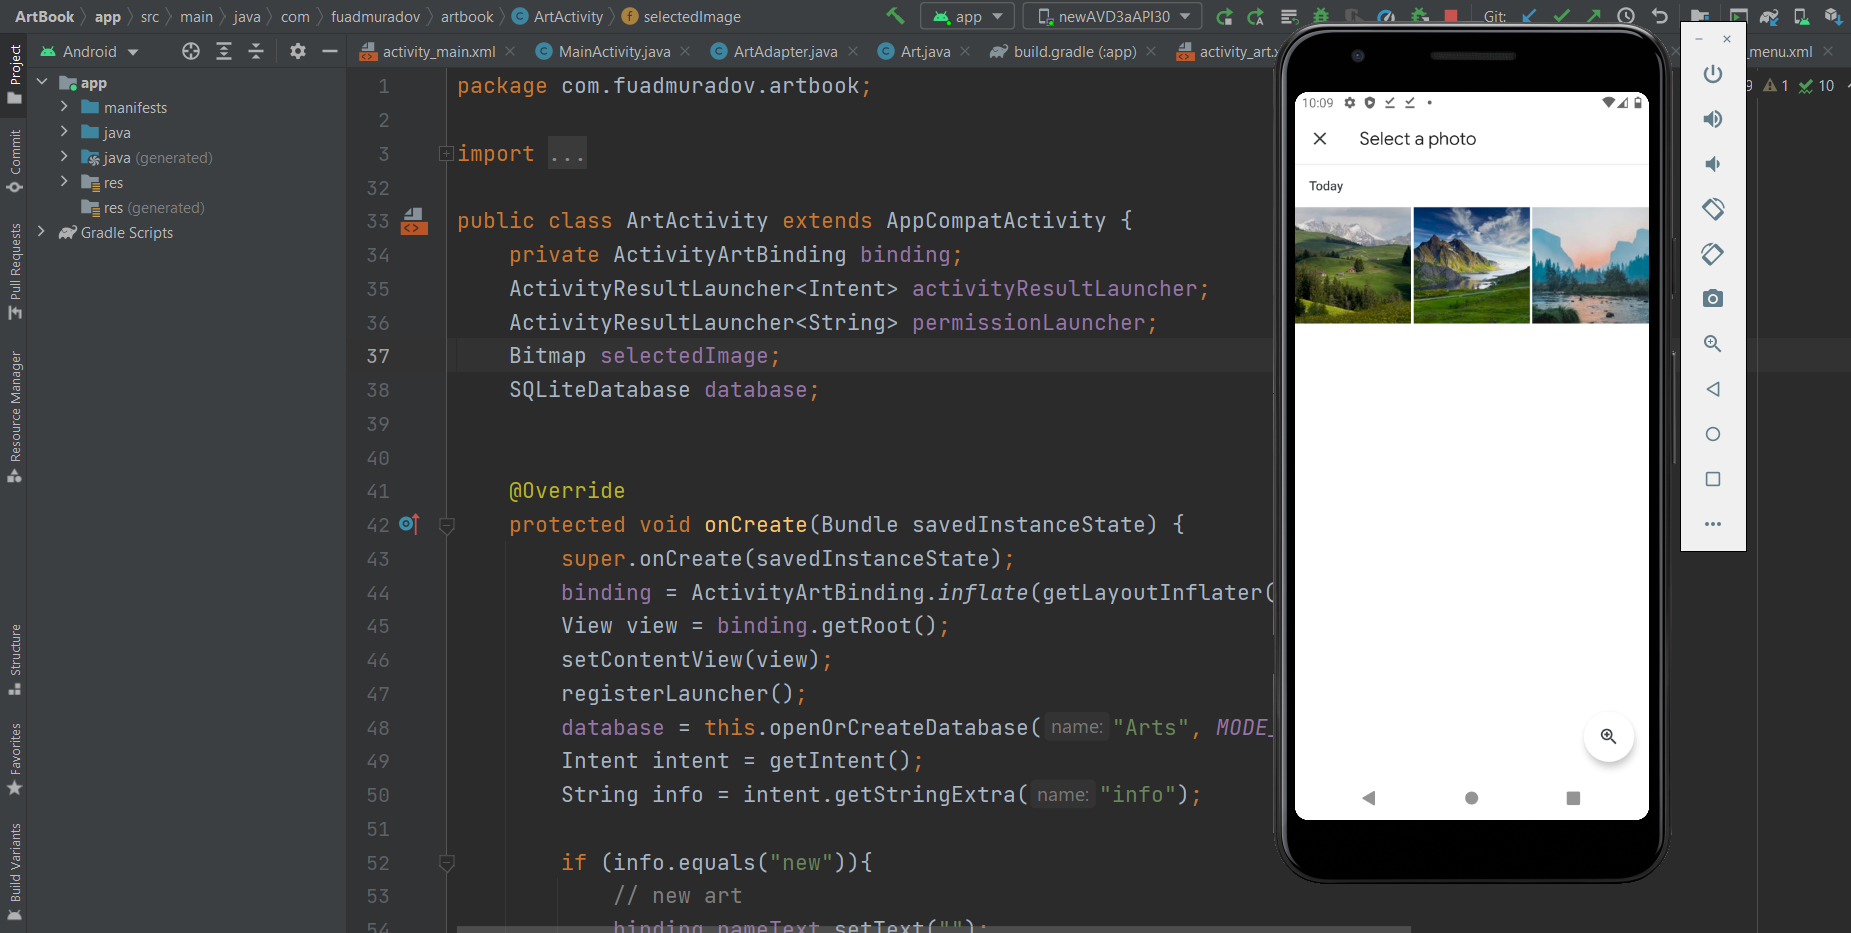 ArtBook app src main java com fuadmuradov artbook ArtActivity selectedImage app newAVD3aAPI30 Git:
Project
Commit
Pull Requests
Resource Manager
Structure
Favorites
Build Variants
Android
app
manifests
java
java (generated)
res
res (generated)
Gradle Scripts
activity_main.xml MainActivity.java ArtAdapter.java Art.java build.gradle (:app) activity_art.x _menu.xml
9 1 10
1 package com.fuadmuradov.artbook;
2
3 import ...
32
33 public class ArtActivity extends AppCompatActivity {
34 private ActivityArtBinding binding;
35 ActivityResultLauncher<Intent> activityResultLauncher;
36 ActivityResultLauncher<String> permissionLauncher;
37 Bitmap selectedImage;
38 SQLiteDatabase database;
39
40
41 @Override
42 protected void onCreate(Bundle savedInstanceState) {
43 super.onCreate(savedInstanceState);
44 binding = ActivityArtBinding.inflate(getLayoutInflater(
45 View view = binding.getRoot();
46 setContentView(view);
47 registerLauncher();
48 database = this.openOrCreateDatabase( name: "Arts", MODE_
49 Intent intent = getIntent();
50 String info = intent.getStringExtra( name: "info");
51
52 if (info.equals("new")){
53 // new art
54 binding.nameText.setText("");
10:09
Select a photo
Today